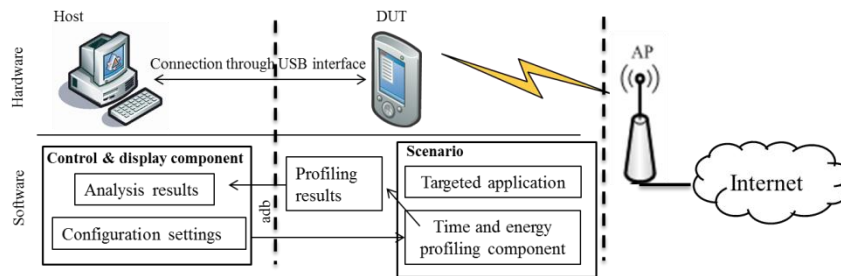 Host
DUT
Hardware
Connection through USB interface
AP
Internet
Software
Control & display component
Analysis results
Configuration settings
adb
Profiling
results
Scenario
Targeted application
Time and energy
profiling component